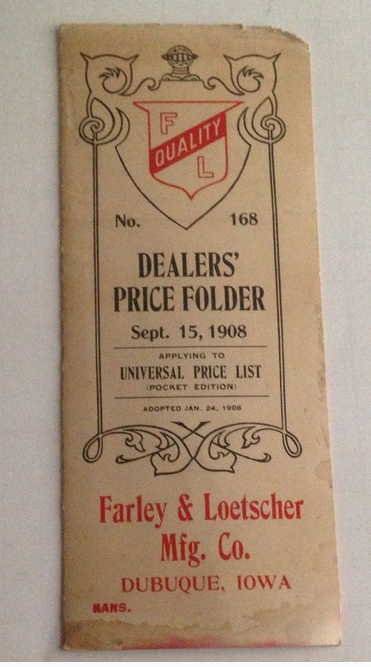 F
QUALITY
L
No. 168
DEALERS'
PRICE FOLDER
Sept. 15, 1908
APPLYING TO
UNIVERSAL PRICE LIST
(POCKET EDITION)
ADOPTED JAN. 24, 1908
Farley & Loetscher
Mfg. Co.
DUBUQUE, IOWA
KANS.